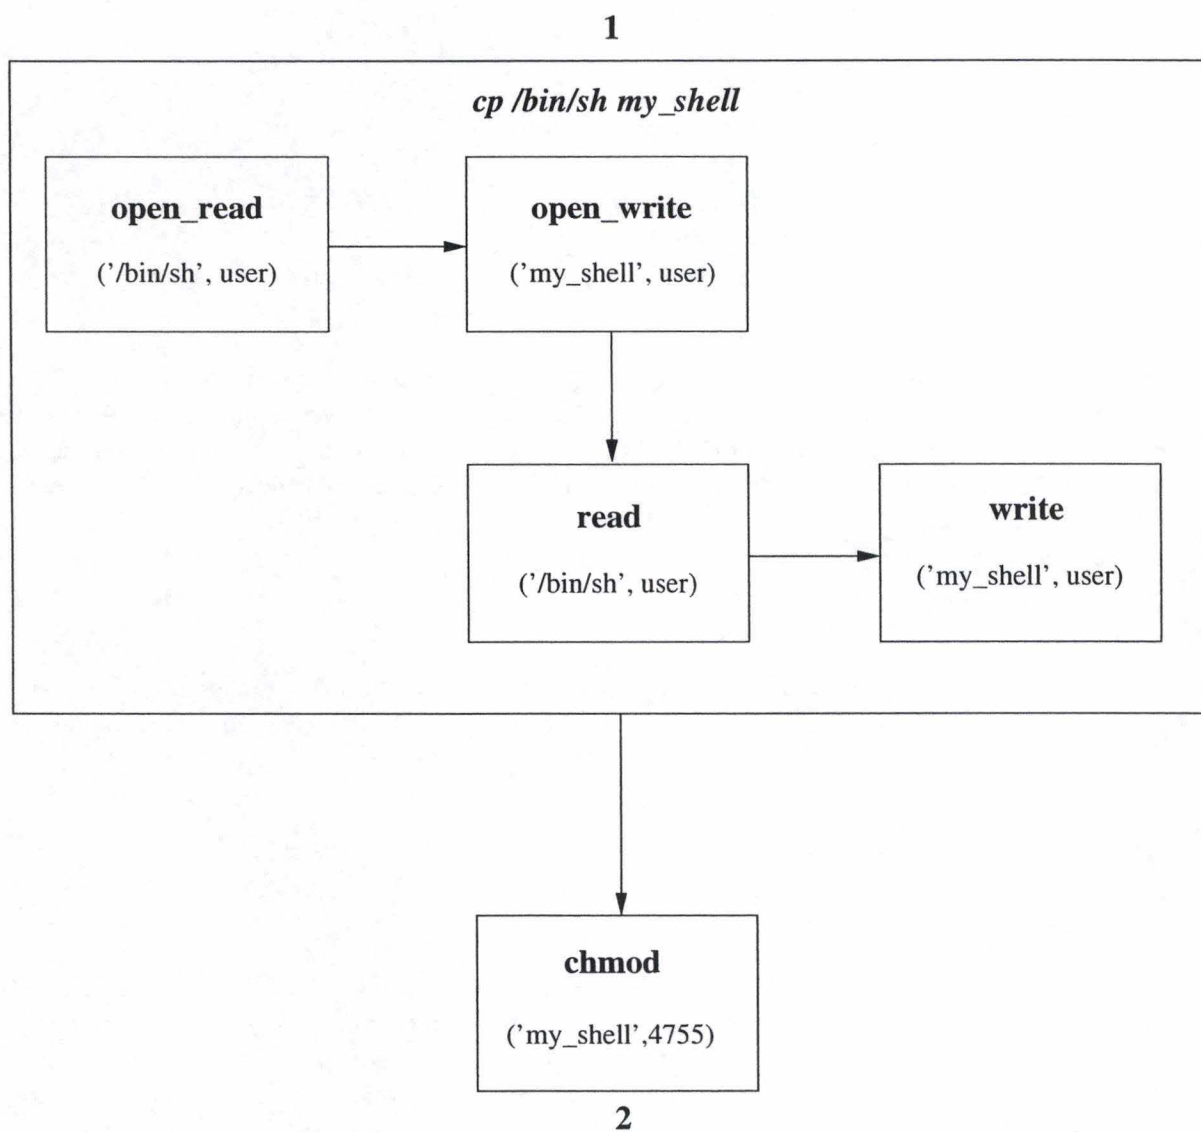 1
cp /bin/sh my_shell
open_read
('/bin/sh', user)
open_write
('my_shell', user)
read
('/bin/sh', user)
write
('my_shell', user)
chmod
('my_shell',4755)
2